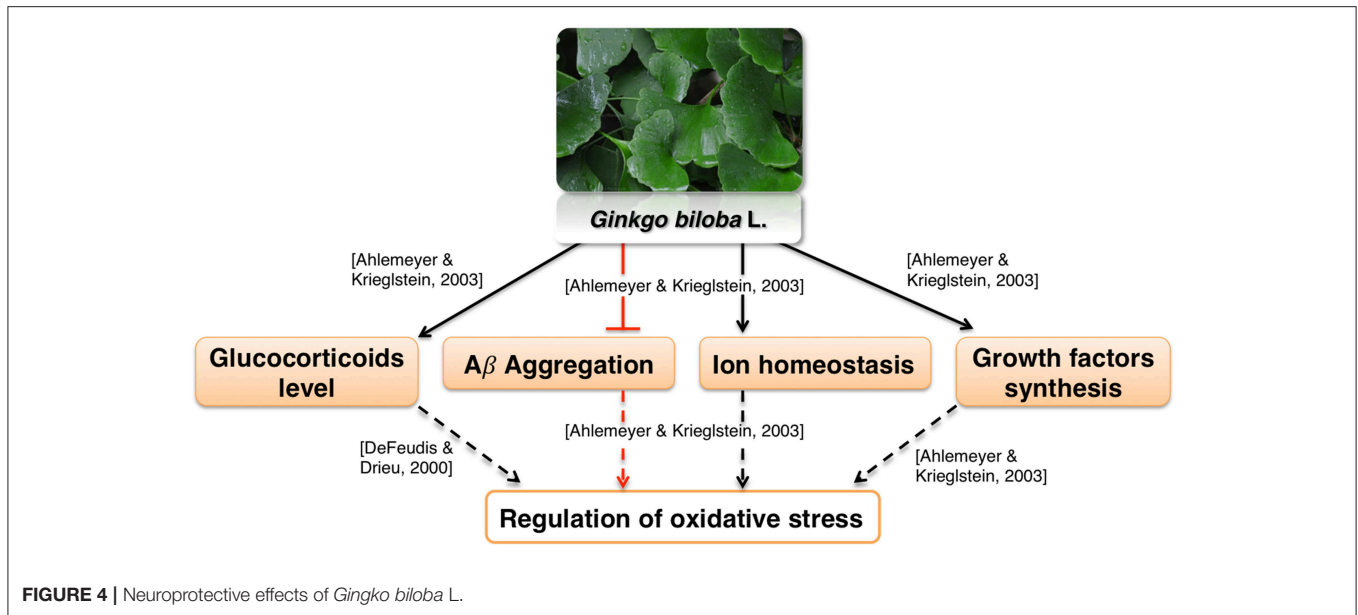 Ginkgo biloba L.
[Ahlemeyer &
Krieglstein, 2003]
[Ahlemeyer & Krieglstein, 2003]
[Ahlemeyer &
Krieglstein, 2003]
Glucocorticoids
level
Aβ Aggregation
Ion homeostasis
Growth factors
synthesis
[DeFeudis &
Drieu, 2000]
[Ahlemeyer & Krieglstein, 2003]
[Ahlemeyer &
Krieglstein, 2003]
Regulation of oxidative stress
FIGURE 4 | Neuroprotective effects of Gingko biloba L.